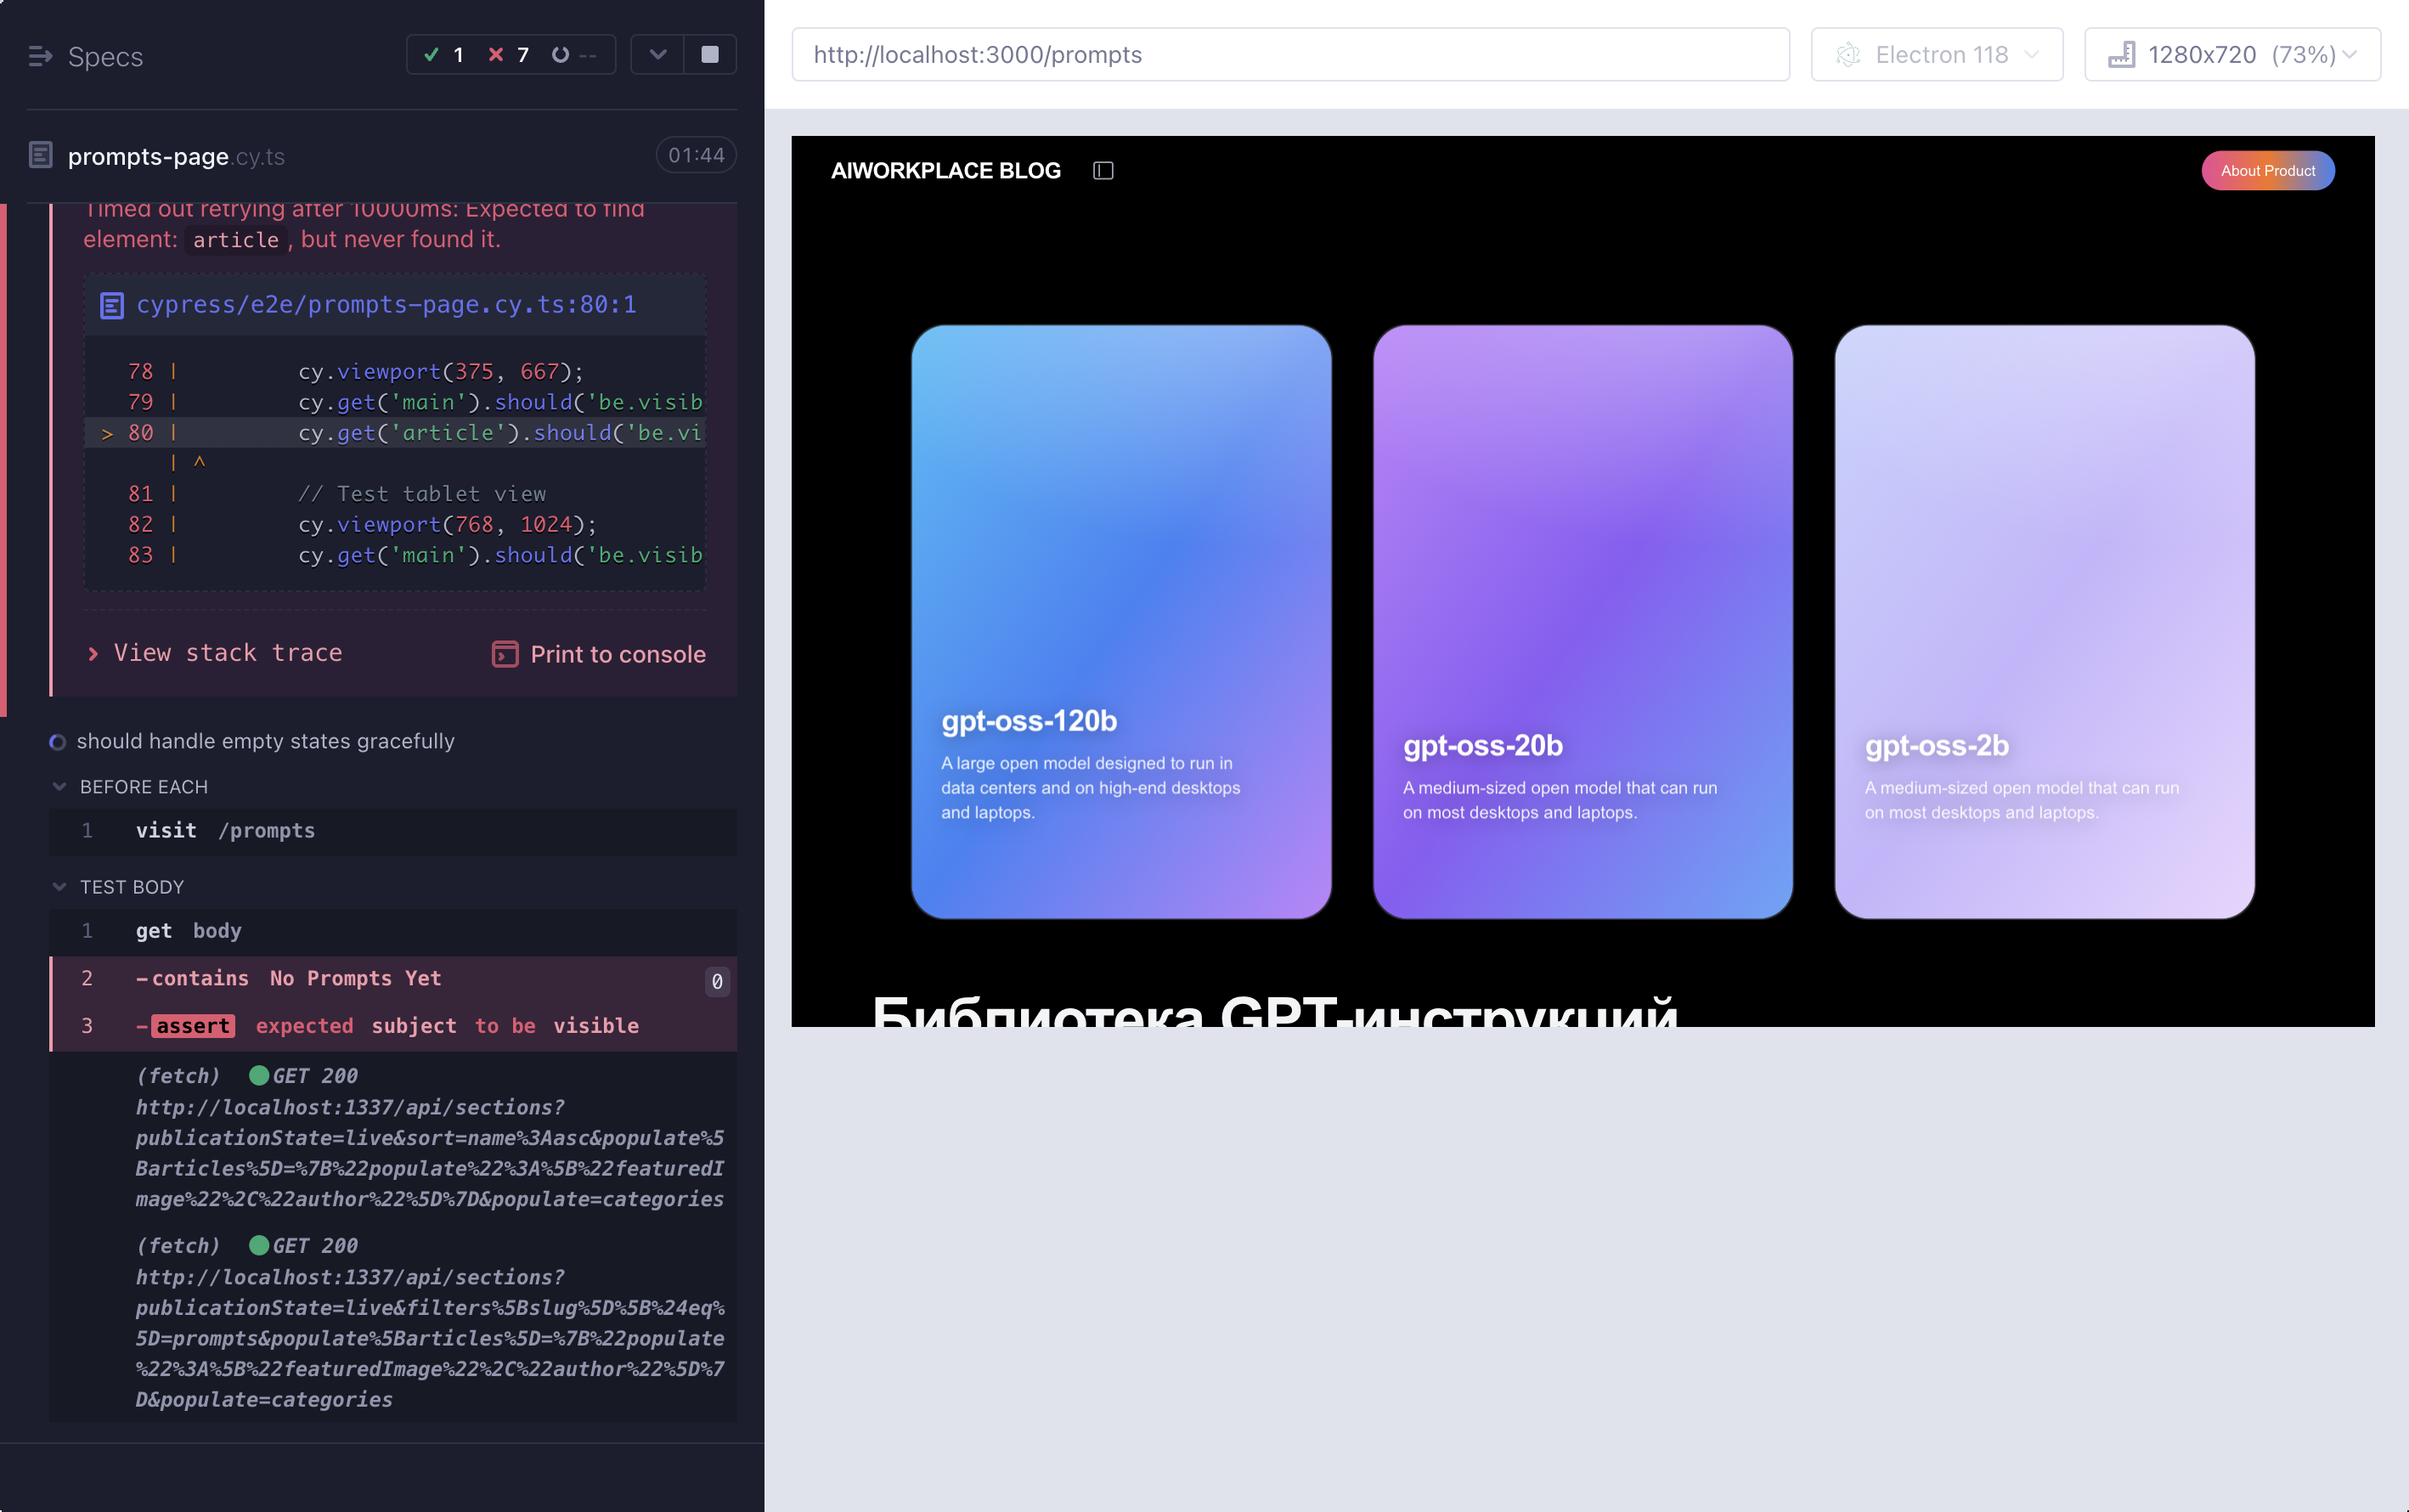 Specs
1 7 --
prompts-page.cy.ts
01:44
Timed out retrying after 10000ms: Expected to find
element: article, but never found it.
cypress/e2e/prompts-page.cy.ts:80:1
78 | cy.viewport(375, 667);
79 | cy.get('main').should('be.visib
> 80 | cy.get('article').should('be.vi
| ^
81 | // Test tablet view
82 | cy.viewport(768, 1024);
83 | cy.get('main').should('be.visib
View stack trace
Print to console
should handle empty states gracefully
BEFORE EACH
1 visit /prompts
TEST BODY
1 get body
2 -contains No Prompts Yet 0
3 -assert expected subject to be visible
(fetch) GET 200
http://localhost:1337/api/sections?
publicationState=live&sort=name%3Aasc&populate%5
Barticles%5D=%7B%22populate%22%3A%5B%22featuredI
mage%22%2C%22author%22%5D%7D&populate=categories
(fetch) GET 200
http://localhost:1337/api/sections?
publicationState=live&filters%5Bslug%5D%5B%24eq%
5D=prompts&populate%5Barticles%5D=%7B%22populate
%22%3A%5B%22featuredImage%22%2C%22author%22%5D%7
D&populate=categories
http://localhost:3000/prompts
Electron 118
1280x720 (73%)
AIWORKPLACE BLOG
About Product
gpt-oss-120b
A large open model designed to run in
data centers and on high-end desktops
and laptops.
gpt-oss-20b
A medium-sized open model that can run
on most desktops and laptops.
gpt-oss-2b
A medium-sized open model that can run
on most desktops and laptops.
Библиотека GPT-инструкций